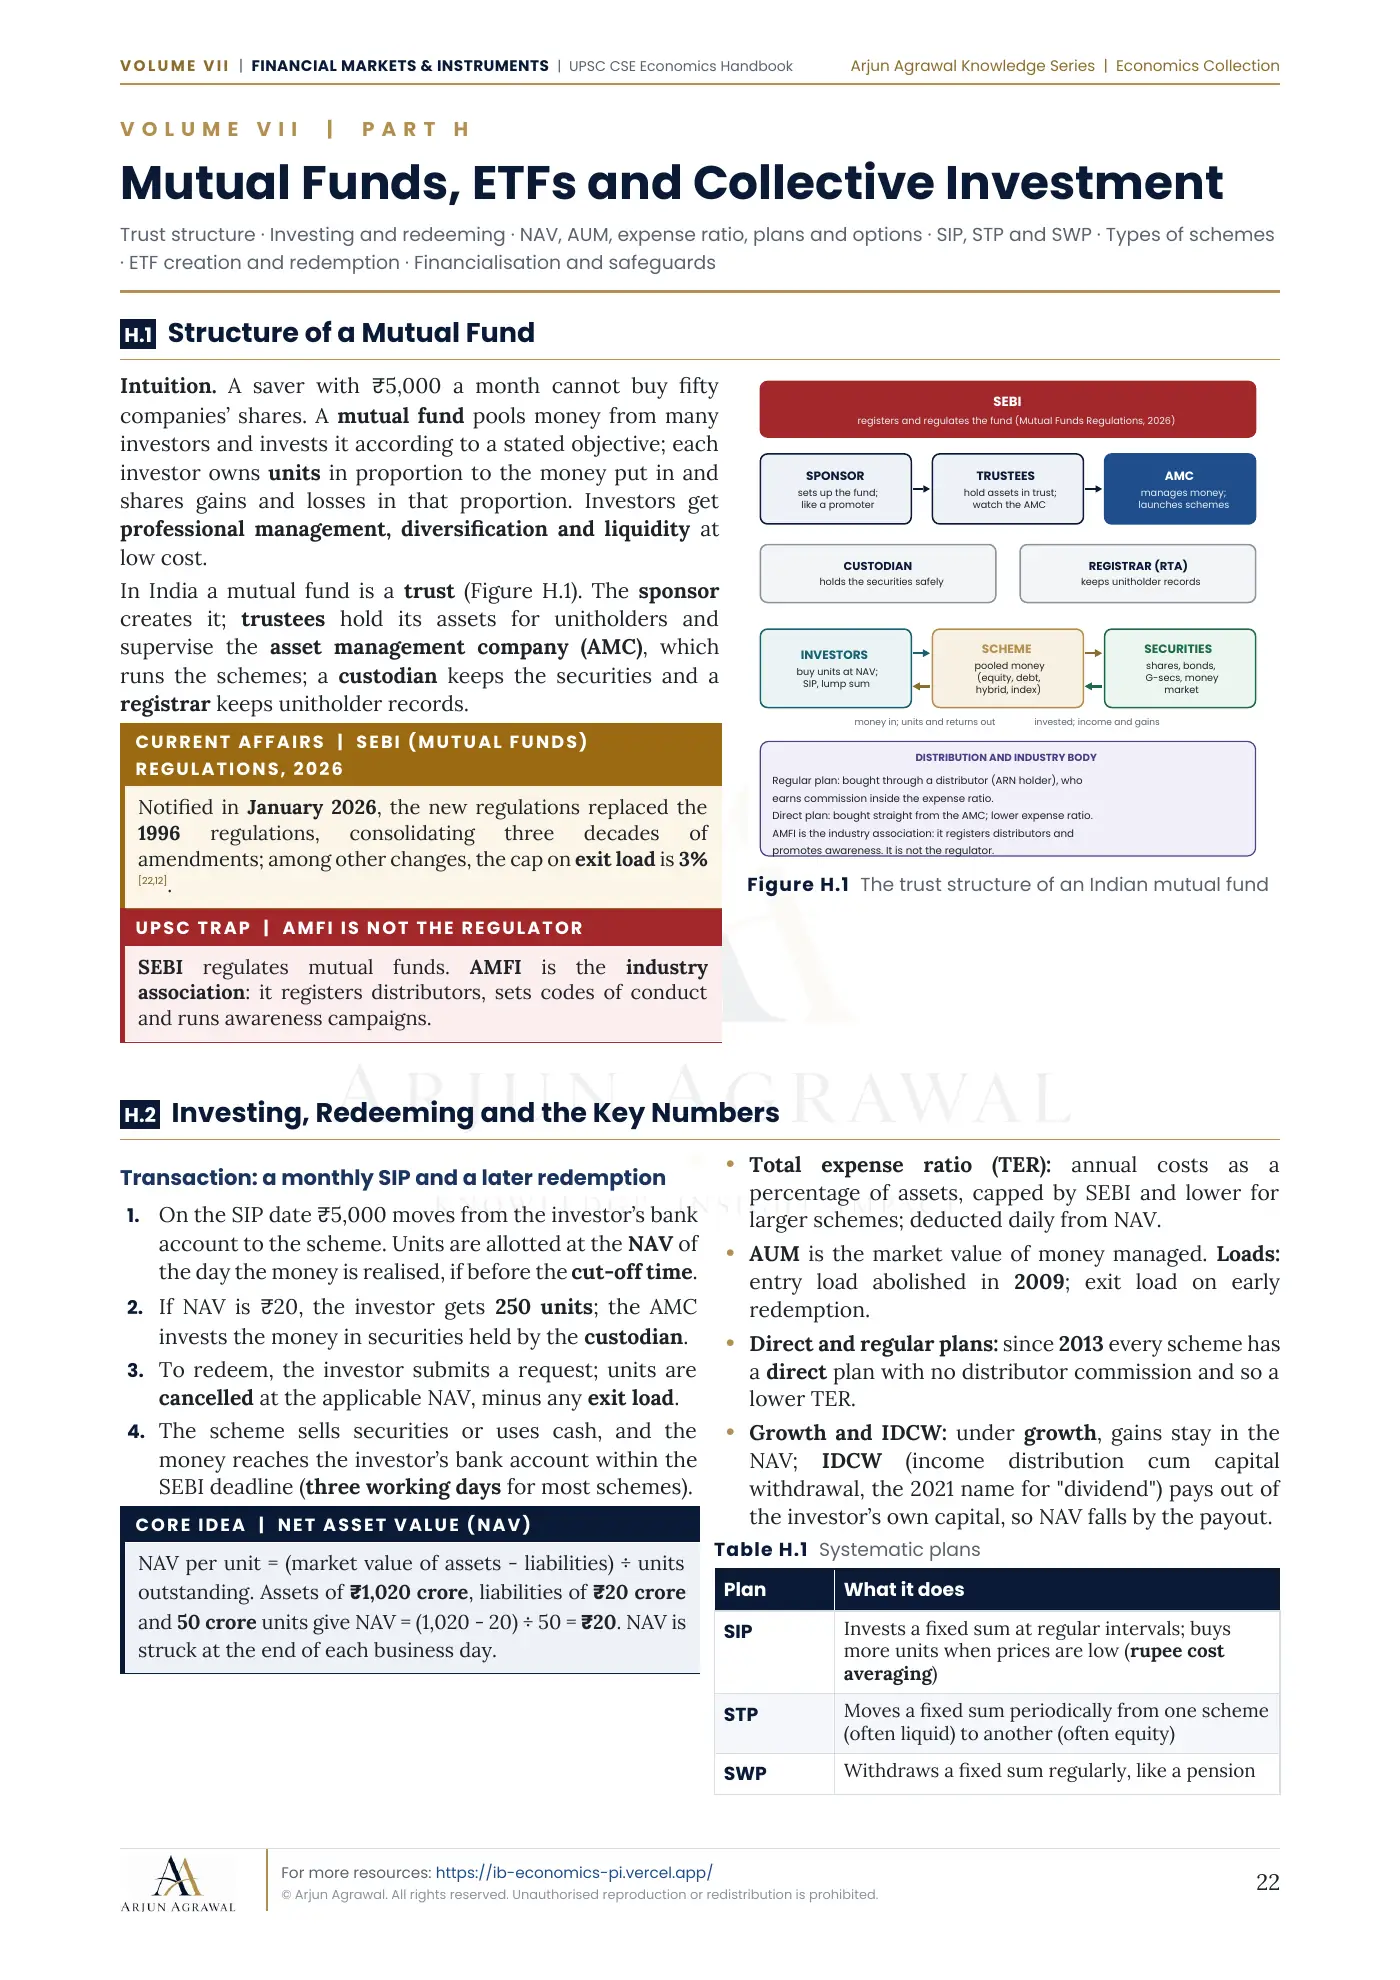 VOLUME VII | FINANCIAL MARKETS & INSTRUMENTS | UPSC CSE Economics Handbook
Arjun Agrawal Knowledge Series | Economics Collection
VOLUME VII | PART H
Mutual Funds, ETFs and Collective Investment
Trust structure · Investing and redeeming · NAV, AUM, expense ratio, plans and options · SIP, STP and SWP · Types of schemes
· ETF creation and redemption · Financialisation and safeguards
H.1 Structure of a Mutual Fund
Intuition. A saver with ₹5,000 a month cannot buy fifty
companies’ shares. A mutual fund pools money from many
investors and invests it according to a stated objective; each
investor owns units in proportion to the money put in and
shares gains and losses in that proportion. Investors get
professional management, diversification and liquidity at
low cost.
In India a mutual fund is a trust (Figure H.1). The sponsor
creates it; trustees hold its assets for unitholders and
supervise the asset management company (AMC), which
runs the schemes; a custodian keeps the securities and a
registrar keeps unitholder records.
CURRENT AFFAIRS | SEBI (MUTUAL FUNDS)
REGULATIONS, 2026
Notified in January 2026, the new regulations replaced the
1996 regulations, consolidating three decades of
amendments; among other changes, the cap on exit load is 3%
[22,12].
UPSC TRAP | AMFI IS NOT THE REGULATOR
SEBI regulates mutual funds. AMFI is the industry
association: it registers distributors, sets codes of conduct
and runs awareness campaigns.
SEBI
registers and regulates the fund (Mutual Funds Regulations, 2026)
SPONSOR
sets up the fund;
like a promoter
TRUSTEES
hold assets in trust;
watch the AMC
AMC
manages money;
launches schemes
CUSTODIAN
holds the securities safely
REGISTRAR (RTA)
keeps unitholder records
INVESTORS
buy units at NAV;
SIP, lump sum
SCHEME
pooled money
(equity, debt,
hybrid, index)
SECURITIES
shares, bonds,
G-secs, money
market
money in; units and returns out
invested; income and gains
DISTRIBUTION AND INDUSTRY BODY
Regular plan: bought through a distributor (ARN holder), who
earns commission inside the expense ratio.
Direct plan: bought straight from the AMC; lower expense ratio.
AMFI is the industry association: it registers distributors and
promotes awareness. It is not the regulator.
Figure H.1 The trust structure of an Indian mutual fund
ARJUN AGRAWAL
H.2 Investing, Redeeming and the Key Numbers
Transaction: a monthly SIP and a later redemption
1. On the SIP date ₹5,000 moves from the investor’s bank
account to the scheme. Units are allotted at the NAV of
the day the money is realised, if before the cut-off time.
2. If NAV is ₹20, the investor gets 250 units; the AMC
invests the money in securities held by the custodian.
3. To redeem, the investor submits a request; units are
cancelled at the applicable NAV, minus any exit load.
4. The scheme sells securities or uses cash, and the
money reaches the investor’s bank account within the
SEBI deadline (three working days for most schemes).
CORE IDEA | NET ASSET VALUE (NAV)
NAV per unit = (market value of assets - liabilities) ÷ units
outstanding. Assets of ₹1,020 crore, liabilities of ₹20 crore
and 50 crore units give NAV = (1,020 - 20) ÷ 50 = ₹20. NAV is
struck at the end of each business day.
• Total expense ratio (TER): annual costs as a
percentage of assets, capped by SEBI and lower for
larger schemes; deducted daily from NAV.
• AUM is the market value of money managed. Loads:
entry load abolished in 2009; exit load on early
redemption.
• Direct and regular plans: since 2013 every scheme has
a direct plan with no distributor commission and so a
lower TER.
• Growth and IDCW: under growth, gains stay in the
NAV; IDCW (income distribution cum capital
withdrawal, the 2021 name for "dividend") pays out of
the investor’s own capital, so NAV falls by the payout.
Table H.1 Systematic plans
Plan What it does
SIP Invests a fixed sum at regular intervals; buys
more units when prices are low (rupee cost
averaging)
STP Moves a fixed sum periodically from one scheme
(often liquid) to another (often equity)
SWP Withdraws a fixed sum regularly, like a pension
ARJUN AGRAWAL
For more resources: https://ib-economics-pi.vercel.app/
© Arjun Agrawal. All rights reserved. Unauthorised reproduction or redistribution is prohibited.
22